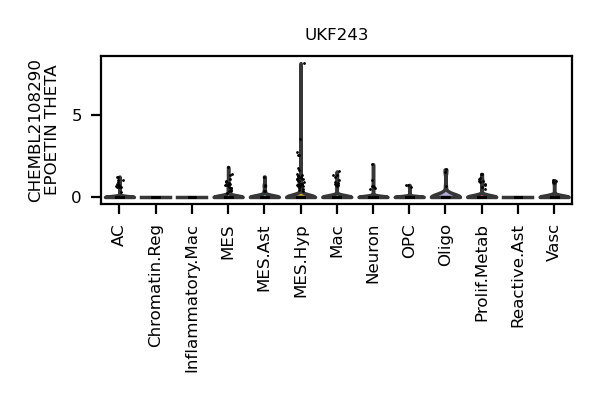 UKF243
CHEMBL2108290
EPOETIN THETA
5
0
AC
Chromatin.Reg
Inflammatory.Mac
MES
MES.Ast
MES.Hyp
Mac
Neuron
OPC
Oligo
Prolif.Metab
Reactive.Ast
Vasc